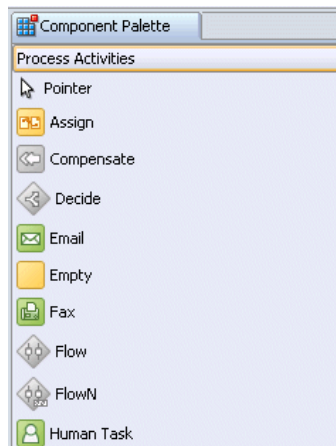 Component Palette
Process Activities
Pointer
Assign
Compensate
Decide
Email
Empty
Fax
Flow
FlowN
Human Task